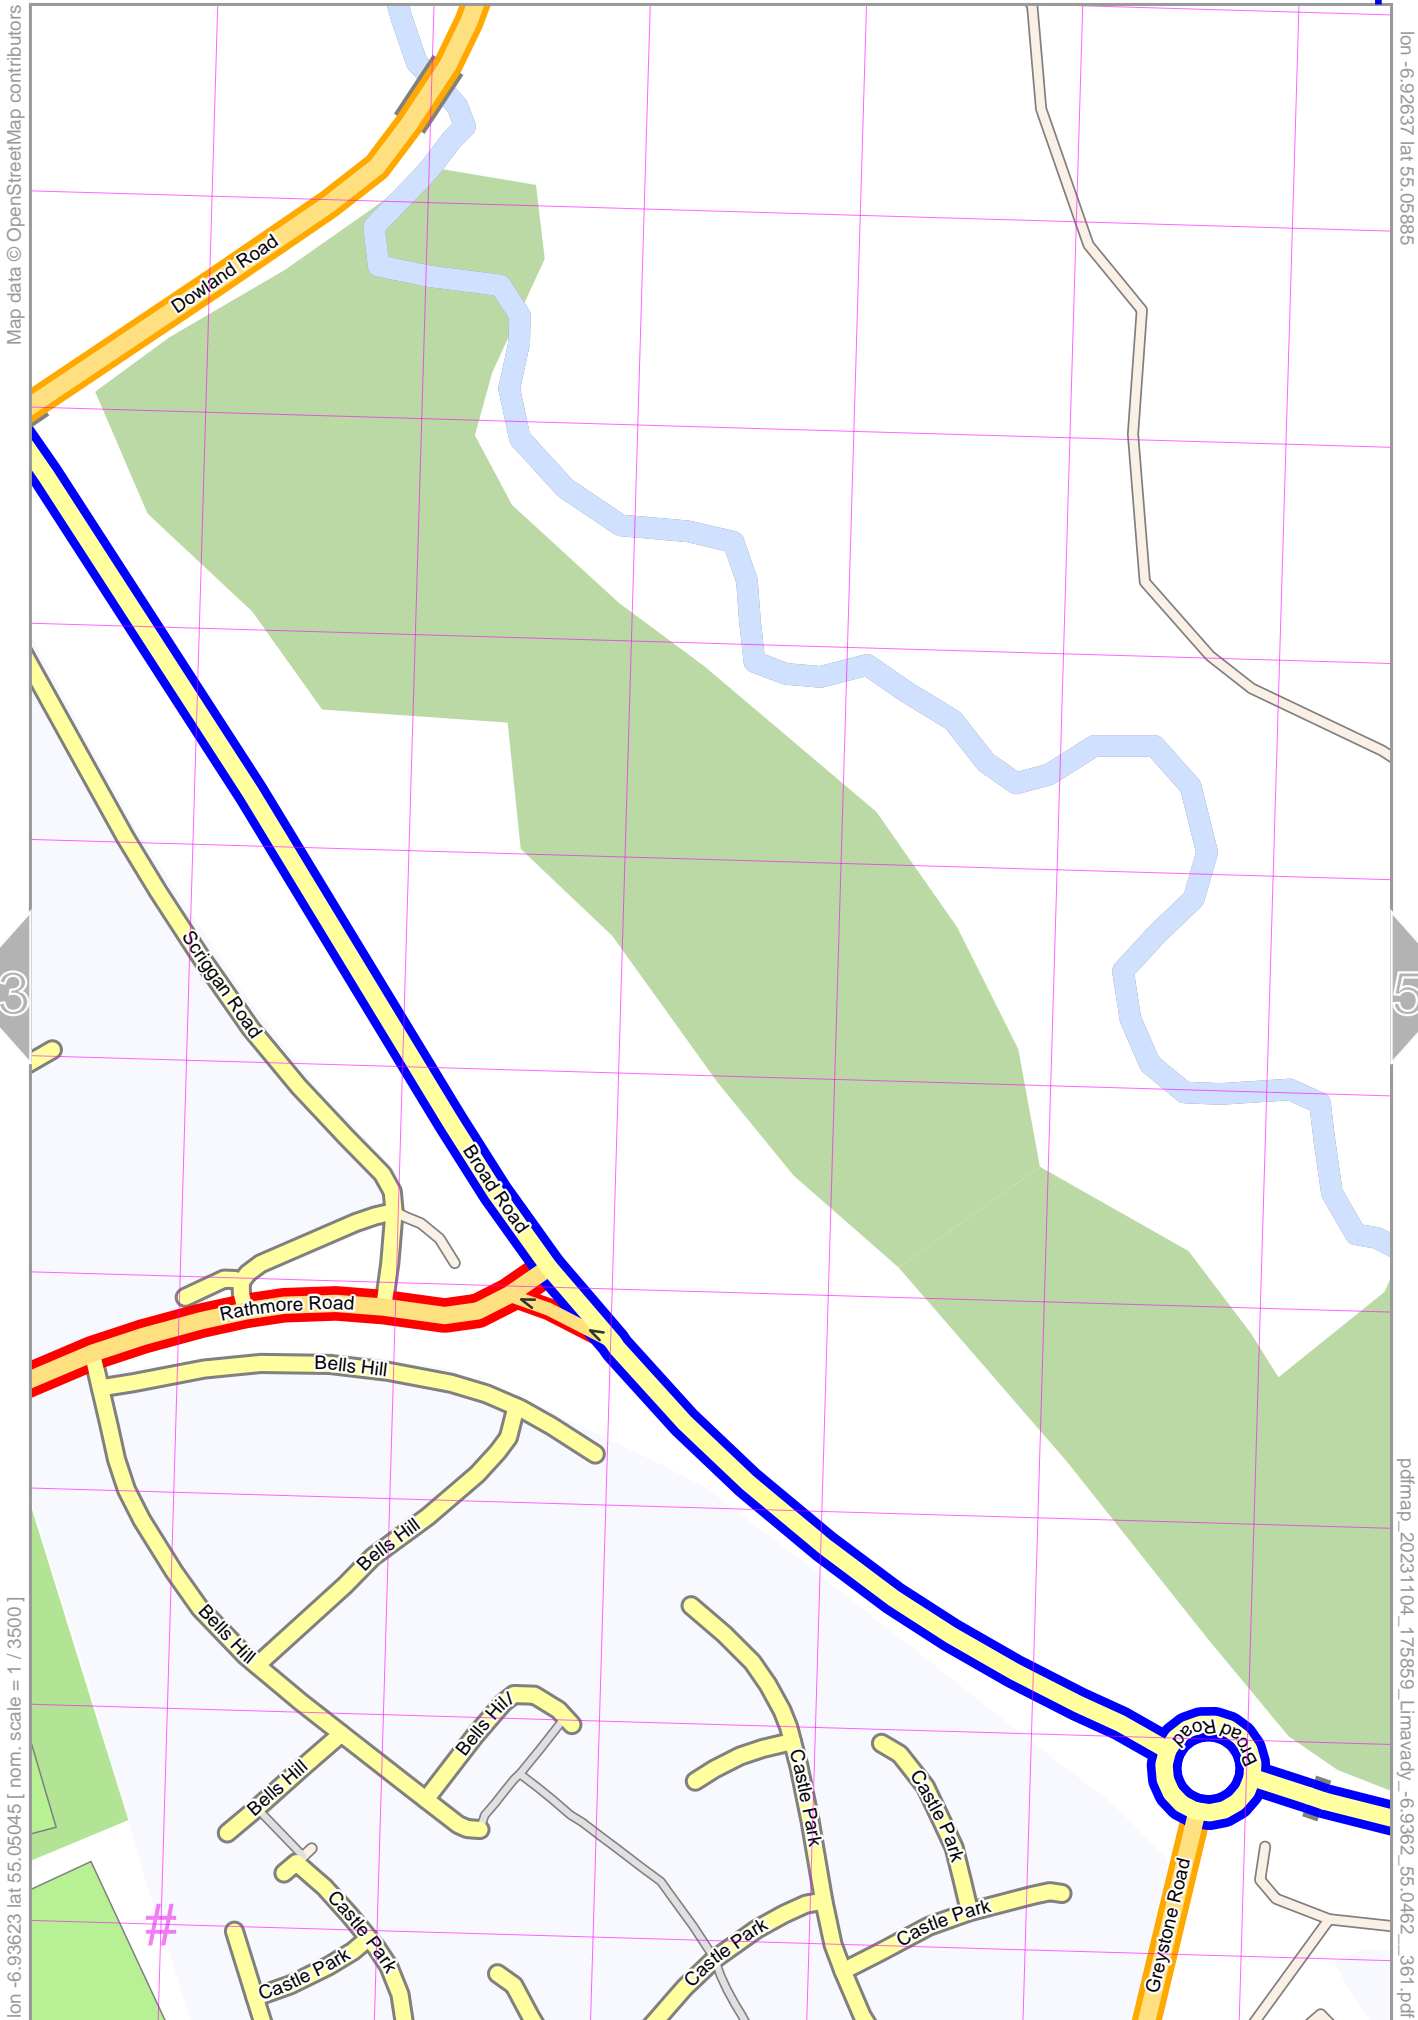 Map data © OpenStreetMap contributors
lon -6.92637 lat 55.05885
Dowland Road
Scriggan Road
3
5
Broad Road
Rathmore Road
Bells Hill
Bells Hill
Bells Hill
Bells Hill
Bells Hill
Broad Road
Castle Park
Castle Park
Castle Park
Castle Park
Castle Park
Castle Park
Greystone Road
#
lon -6.93623 lat 55.05045 [ nom. scale = 1 / 3500 ]
pdfmap_20231104_175859_Limavady_-6.9362_55.0462__361.pdf